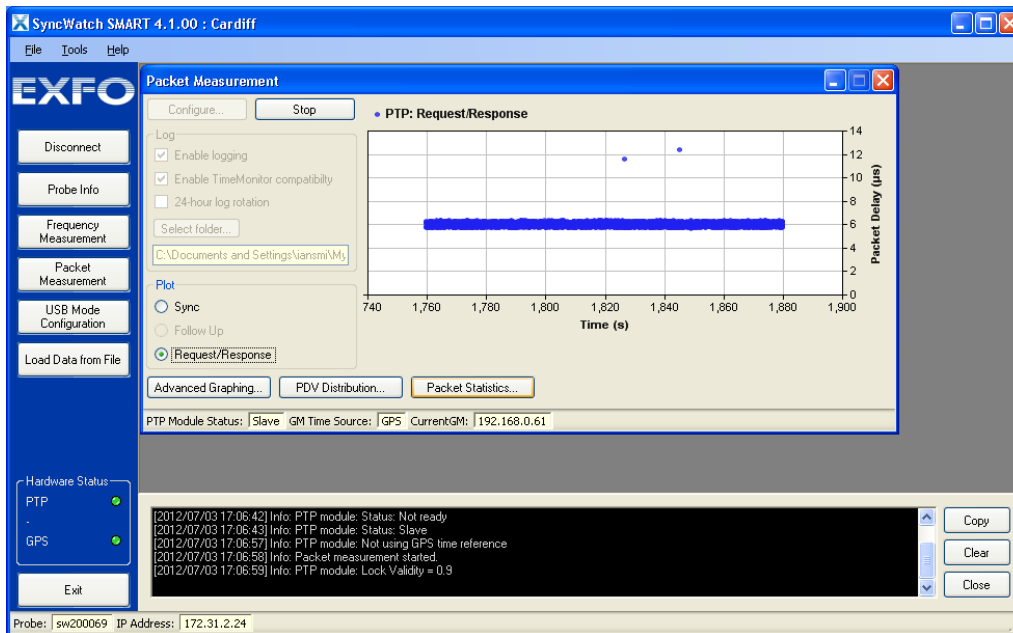 SyncWatch SMART 4.1.00 : Cardiff
File Tools Help
EXFO
Disconnect
Probe Info
Frequency
Measurement
Packet
Measurement
USB Mode
Configuration
Load Data from File
Hardware Status
PTP
-
GPS
Exit
Packet Measurement
Configure... Stop
Log
Enable logging
Enable TimeMonitor compatibilty
24-hour log rotation
Select folder...
C:\Documents and Settings\iansmi\My
Plot
Sync
Follow Up
Request/Response
PTP: Request/Response
14
12
10
8
6
4
2
0
Packet Delay (µs)
740 1,760 1,780 1,800 1,820 1,840 1,860 1,880 1,900
Time (s)
Advanced Graphing... PDV Distribution... Packet Statistics...
PTP Module Status: Slave GM Time Source: GPS CurrentGM: 192.168.0.61
[2012/07/03 17:06:42] Info: PTP module: Status: Not ready
[2012/07/03 17:06:43] Info: PTP module: Status: Slave
[2012/07/03 17:06:57] Info: PTP module: Not using GPS time reference
[2012/07/03 17:06:58] Info: Packet measurement started.
[2012/07/03 17:06:59] Info: PTP module: Lock Validity = 0.9
Copy
Clear
Close
Probe: sw200069 IP Address: 172.31.2.24